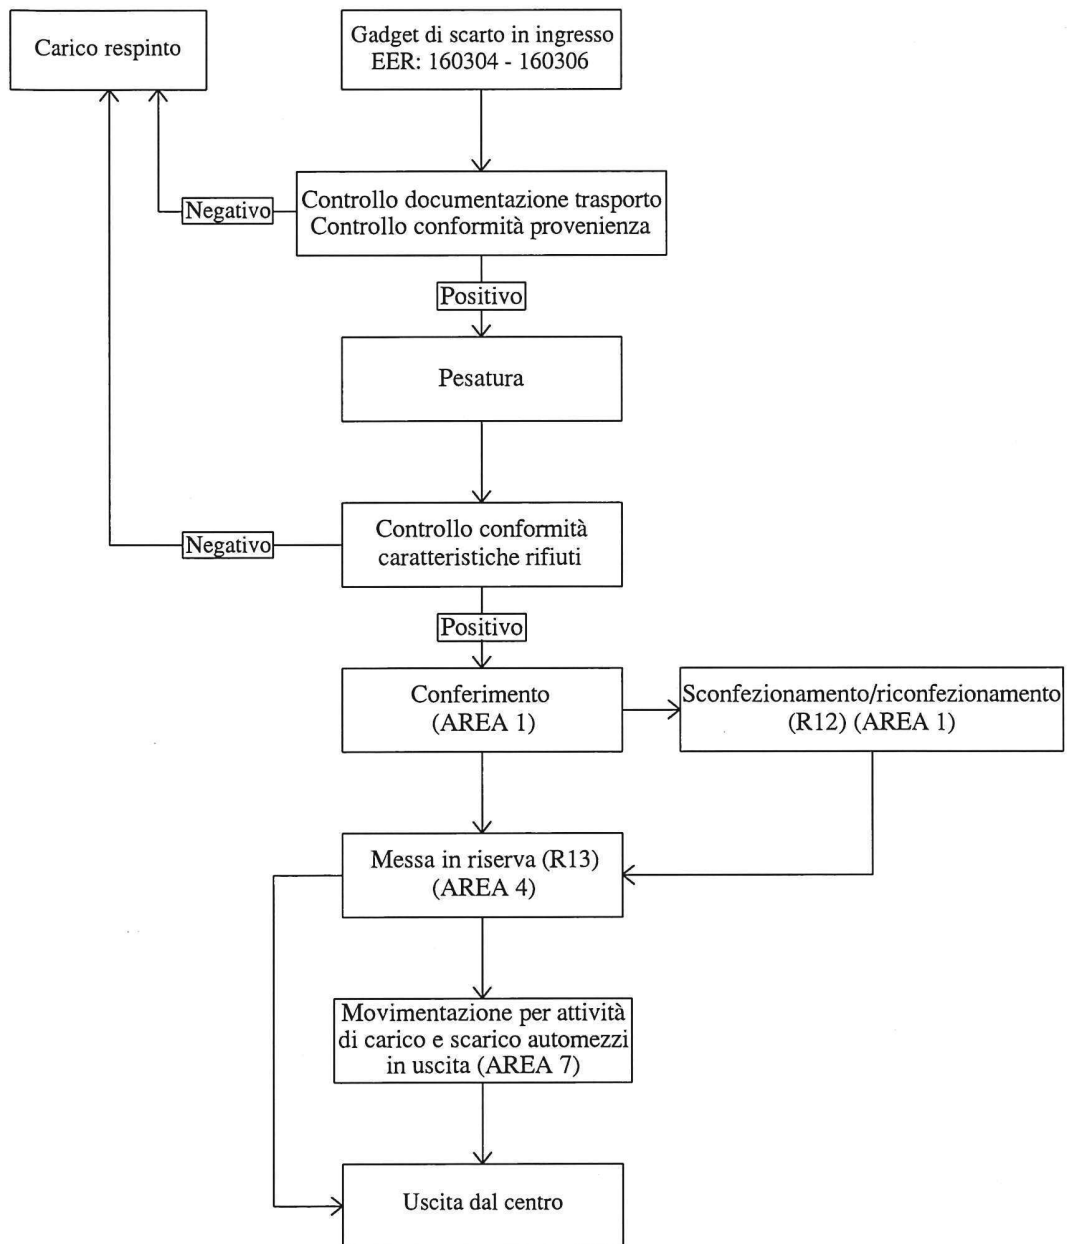 Carico respinto
Gadget di scarto in ingresso
EER: 160304 - 160306
Controllo documentazione trasporto
Controllo conformità provenienza
Negativo
Positivo
Pesatura
Controllo conformità
caratteristiche rifiuti
Negativo
Positivo
Conferimento
(AREA 1)
Sconfezionamento/riconfezionamento
(R12) (AREA 1)
Messa in riserva (R13)
(AREA 4)
Movimentazione per attività
di carico e scarico automezzi
in uscita (AREA 7)
Uscita dal centro